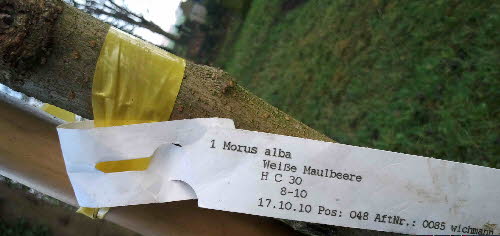 1 Morus alba
Weiße Maulbeere
H C 30
8-10
17.10.10 Pos: 048 AftNr.: 0085 wichmann